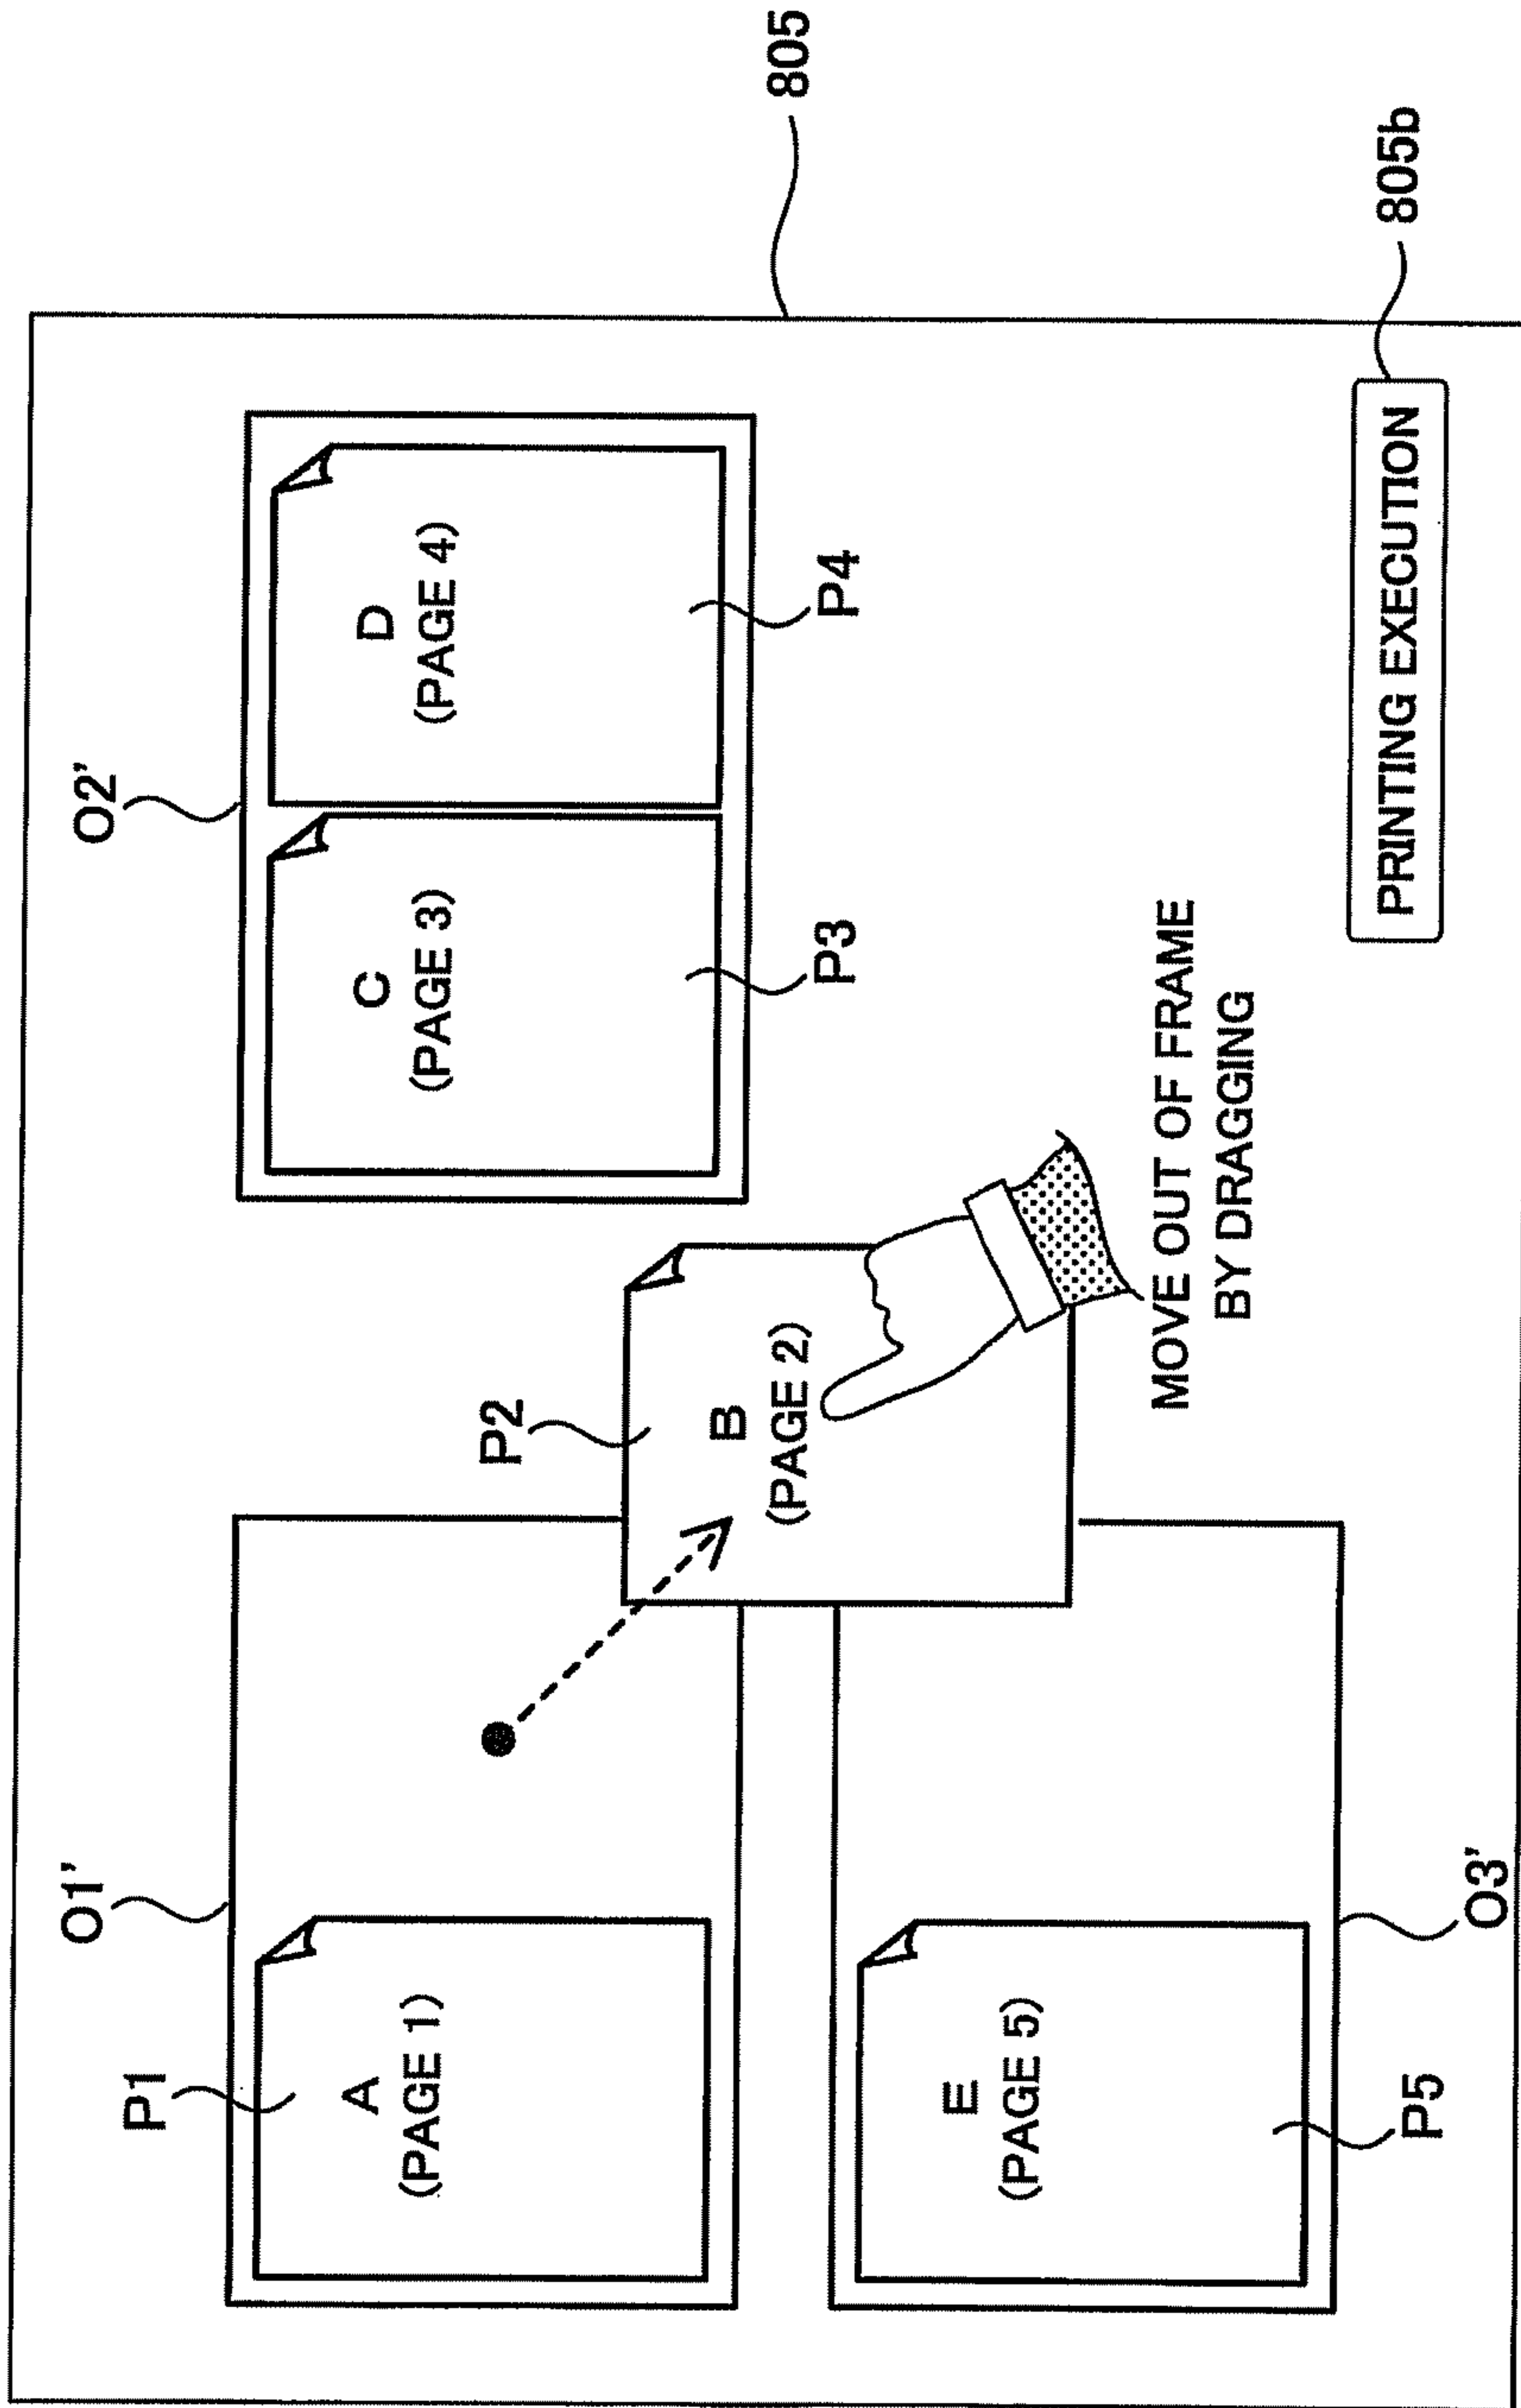 O1'
O2'
P1
A
(PAGE 1)
C
(PAGE 3)
D
(PAGE 4)
P2
B
(PAGE 2)
P3
P4
805
E
(PAGE 5)
MOVE OUT OF FRAME
BY DRAGGING
P5
O3'
PRINTING EXECUTION
805b